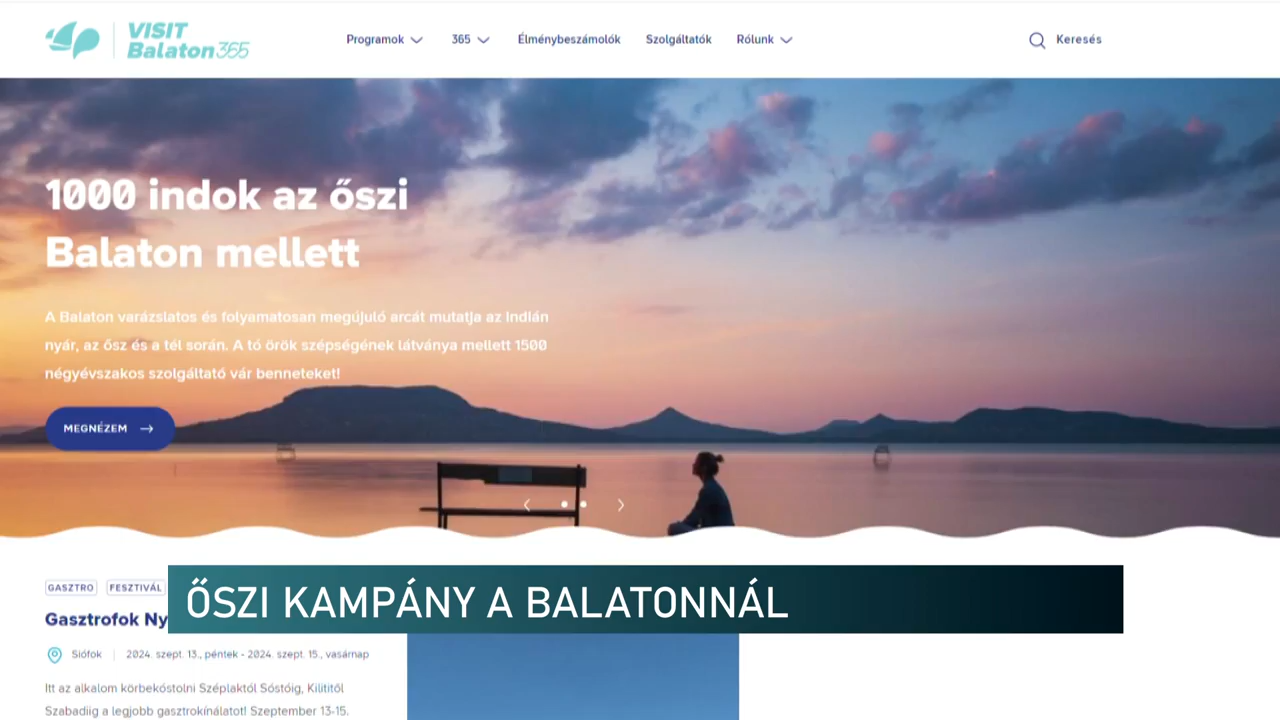 VISIT
Balaton365
Programok
365
Élménybeszámolók
Szolgáltatók
Rólunk
Keresés
1000 indok az őszi
Balaton mellett
A Balaton varázslatos és folyamatosan megújuló arcát mutatja az indián
nyár, az ősz és a tél során. A tó örök szépségének látványa mellett 1500
négyévszakos szolgáltató vár benneteket!
MEGNÉZEM
GASZTRO FESZTIVÁL
ŐSZI KAMPÁNY A BALATONNÁL
Gasztrofok Ny
Siófok 2024. szept. 13., péntek - 2024. szept. 15., vasárnap
Itt az alkalom körbekóstolni Széplaktól Sóstóig, Kilititől
Szabadiig a legjobb gasztrokínálatot! Szeptember 13-15.